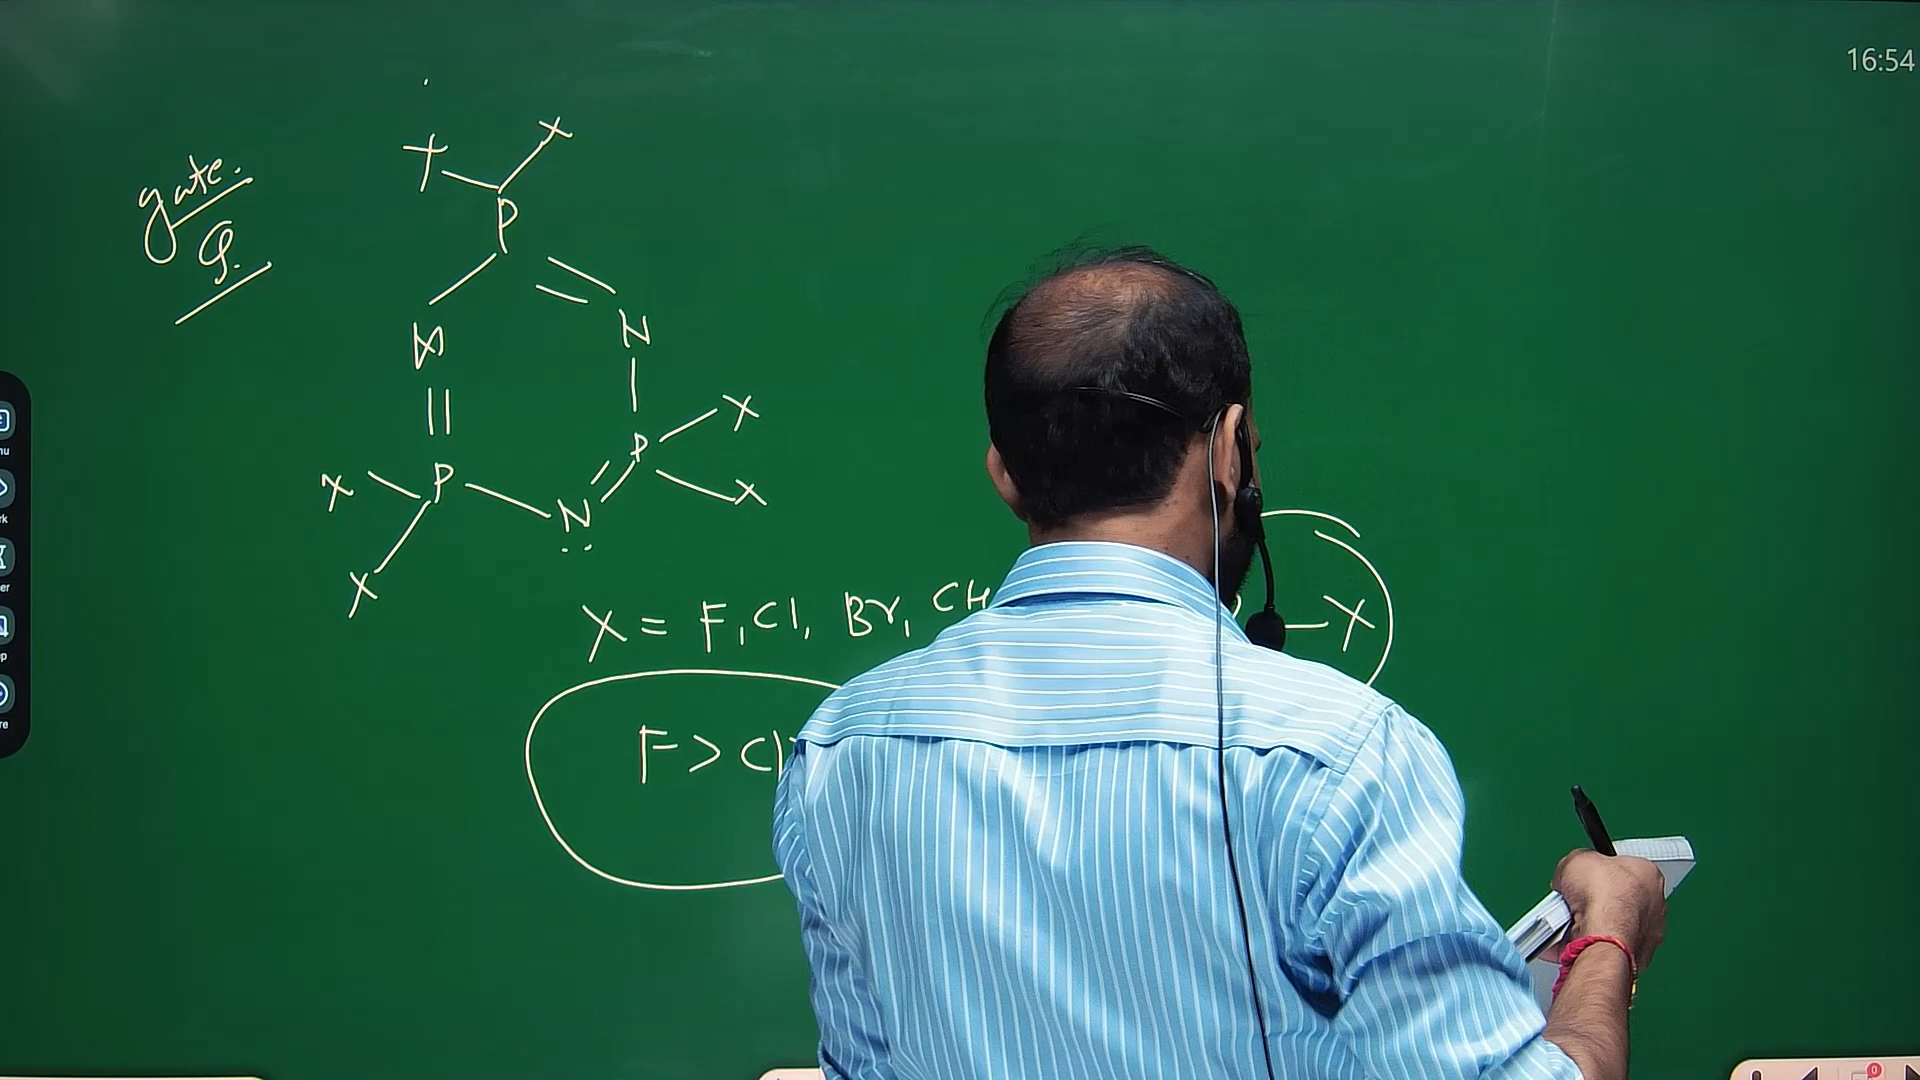 16:54
gate.
Q.
X
X
P
N
N
P
X
X
X
P
N
X
X = F, Cl, Br, CH
X
F > Cl